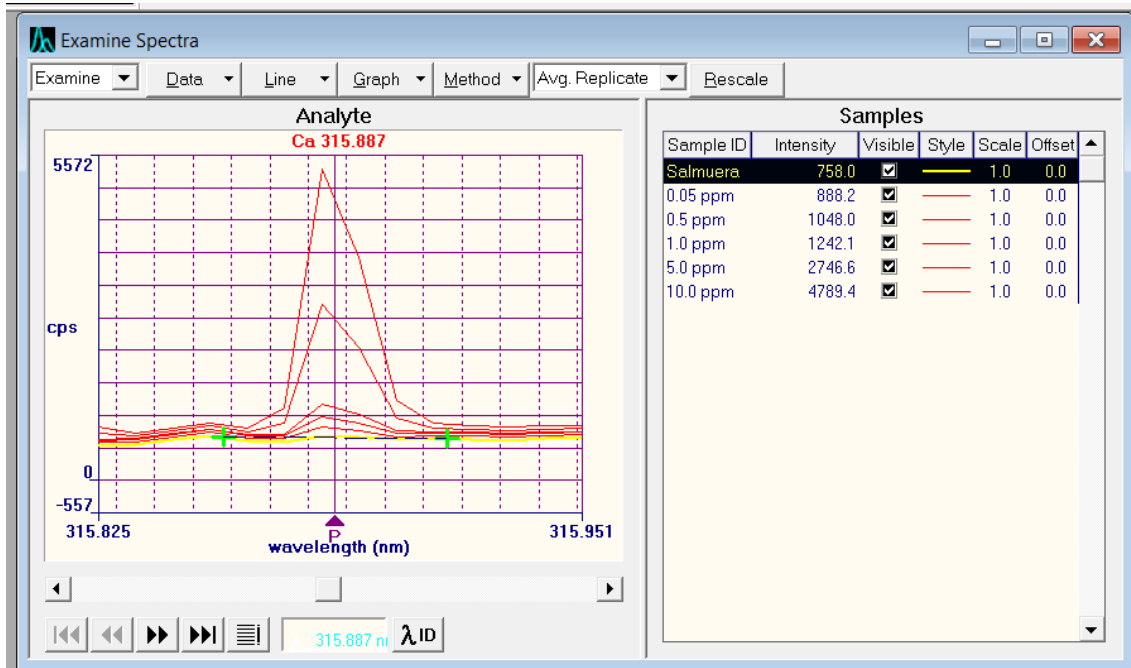 Examine Spectra
Examine Data Line Graph Method Avg. Replicate Rescale
Analyte
Ca 315.887
5572
cps
0
-557
315.825 P 315.951
wavelength (nm)
315.887
λ ID
Samples
Sample ID Intensity Visible Style Scale Offset
Salmuera 758.0 1.0 0.0
0.05 ppm 888.2 1.0 0.0
0.5 ppm 1048.0 1.0 0.0
1.0 ppm 1242.1 1.0 0.0
5.0 ppm 2746.6 1.0 0.0
10.0 ppm 4789.4 1.0 0.0